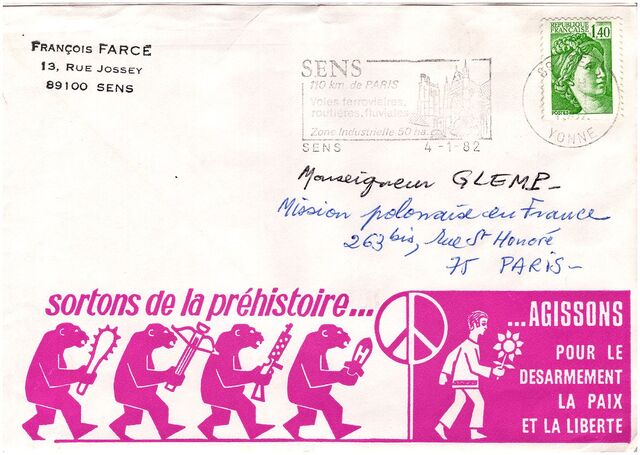 FRANÇOIS FARCE
13, RUE JOSSEY
89100 SENS
SENS
110 km. de PARIS
Voies ferroviaires,
routières, fluviales
Zone Industrielle 50 ha.
SENS 4-1-82
REPUBLIQUE
FRANÇAISE
1,40
POSTES
YONNE
Monseigneur GLEMP-
Mission polonaise en France
263 bis, Rue St Honoré
75 PARIS-
sortons de la préhistoire...
...AGISSONS
POUR LE
DESARMEMENT
LA PAIX
ET LA LIBERTE